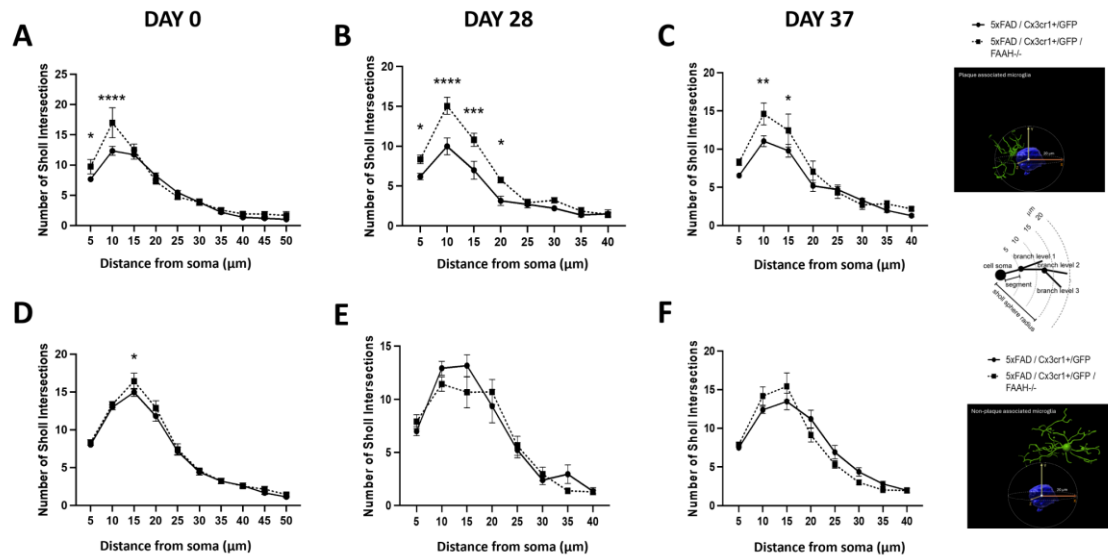 DAY 0
DAY 28
DAY 37
A
Number of Sholl Intersections
25
20
15
10
5
0
* ****
5 10 15 20 25 30 35 40 45 50
Distance from soma (µm)
B
Number of Sholl Intersections
20
15
10
5
0
* **** *** *
5 10 15 20 25 30 35 40
Distance from soma (µm)
C
Number of Sholl Intersections
20
15
10
5
0
** *
5 10 15 20 25 30 35 40
Distance from soma (µm)
5xFAD / Cx3cr1+/GFP
5xFAD / Cx3cr1+/GFP /
FAAH-/-
Plaque associated microglia
20 µm
µm
20
15
10
5
cell soma
branch level 1
branch level 2
branch level 3
segment
sholl sphere radius
D
Number of Sholl Intersections
20
15
10
5
0
*
5 10 15 20 25 30 35 40 45 50
Distance from soma (µm)
E
Number of Sholl Intersections
20
15
10
5
0
5 10 15 20 25 30 35 40
Distance from soma (µm)
F
Number of Sholl Intersections
20
15
10
5
0
5 10 15 20 25 30 35 40
Distance from soma (µm)
5xFAD / Cx3cr1+/GFP
5xFAD / Cx3cr1+/GFP /
FAAH-/-
Non-plaque associated microglia
20 µm